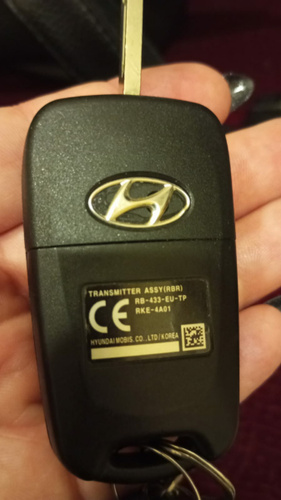 TRANSMITTER ASSY(RBR)
RB-433-EU-TP
RKE-4A01
CE
HYUNDAI MOBIS. CO., LTD/KOREA